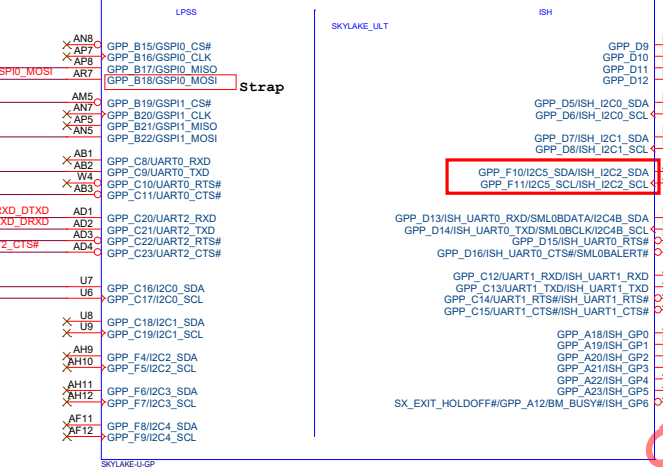 LPSS
ISH
SKYLAKE_ULT
AN8 GPP_B15/GSPI0_CS#
AP7 GPP_B16/GSPI0_CLK
AP8 GPP_B17/GSPI0_MISO
SPI0_MOSI AR7 GPP_B18/GSPI0_MOSI
Strap
AM5 GPP_B19/GSPI1_CS#
AN7 GPP_B20/GSPI1_CLK
AP5 GPP_B21/GSPI1_MISO
AN5 GPP_B22/GSPI1_MOSI
AB1 GPP_C8/UART0_RXD
AB2 GPP_C9/UART0_TXD
W4 GPP_C10/UART0_RTS#
AB3 GPP_C11/UART0_CTS#
RXD_DTXD AD1 GPP_C20/UART2_RXD
XD_DRXD AD2 GPP_C21/UART2_TXD
AD3 GPP_C22/UART2_RTS#
2_CTS# AD4 GPP_C23/UART2_CTS#
U7 GPP_C16/I2C0_SDA
U6 GPP_C17/I2C0_SCL
U8 GPP_C18/I2C1_SDA
U9 GPP_C19/I2C1_SCL
AH9 GPP_F4/I2C2_SDA
AH10 GPP_F5/I2C2_SCL
AH11 GPP_F6/I2C3_SDA
AH12 GPP_F7/I2C3_SCL
AF11 GPP_F8/I2C4_SDA
AF12 GPP_F9/I2C4_SCL
GPP_D9
GPP_D10
GPP_D11
GPP_D12
GPP_D5/ISH_I2C0_SDA
GPP_D6/ISH_I2C0_SCL
GPP_D7/ISH_I2C1_SDA
GPP_D8/ISH_I2C1_SCL
GPP_F10/I2C5_SDA/ISH_I2C2_SDA
GPP_F11/I2C5_SCL/ISH_I2C2_SCL
GPP_D13/ISH_UART0_RXD/SML0BDATA/I2C4B_SDA
GPP_D14/ISH_UART0_TXD/SML0BCLK/I2C4B_SCL
GPP_D15/ISH_UART0_RTS#
GPP_D16/ISH_UART0_CTS#/SML0BALERT#
GPP_C12/UART1_RXD/ISH_UART1_RXD
GPP_C13/UART1_TXD/ISH_UART1_TXD
GPP_C14/UART1_RTS#/ISH_UART1_RTS#
GPP_C15/UART1_CTS#/ISH_UART1_CTS#
GPP_A18/ISH_GP0
GPP_A19/ISH_GP1
GPP_A20/ISH_GP2
GPP_A21/ISH_GP3
GPP_A22/ISH_GP4
GPP_A23/ISH_GP5
SX_EXIT_HOLDOFF#/GPP_A12/BM_BUSY#/ISH_GP6
SKYLAKE-U-GP